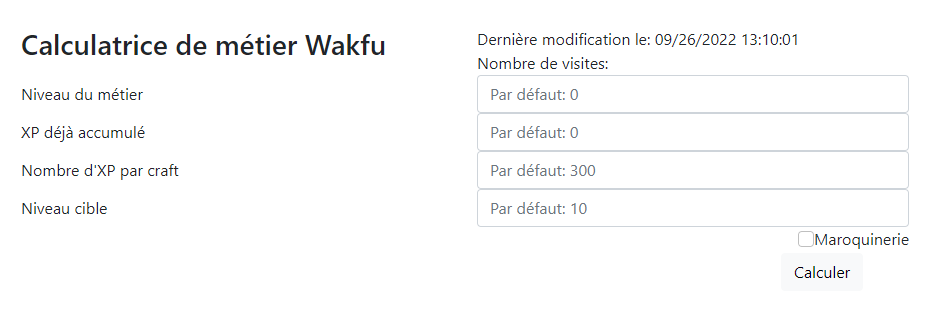 Calculatrice de métier Wakfu
Dernière modification le: 09/26/2022 13:10:01
Nombre de visites:
Niveau du métier
Par défaut: 0
XP déjà accumulé
Par défaut: 0
Nombre d'XP par craft
Par défaut: 300
Niveau cible
Par défaut: 10
Maroquinerie
Calculer